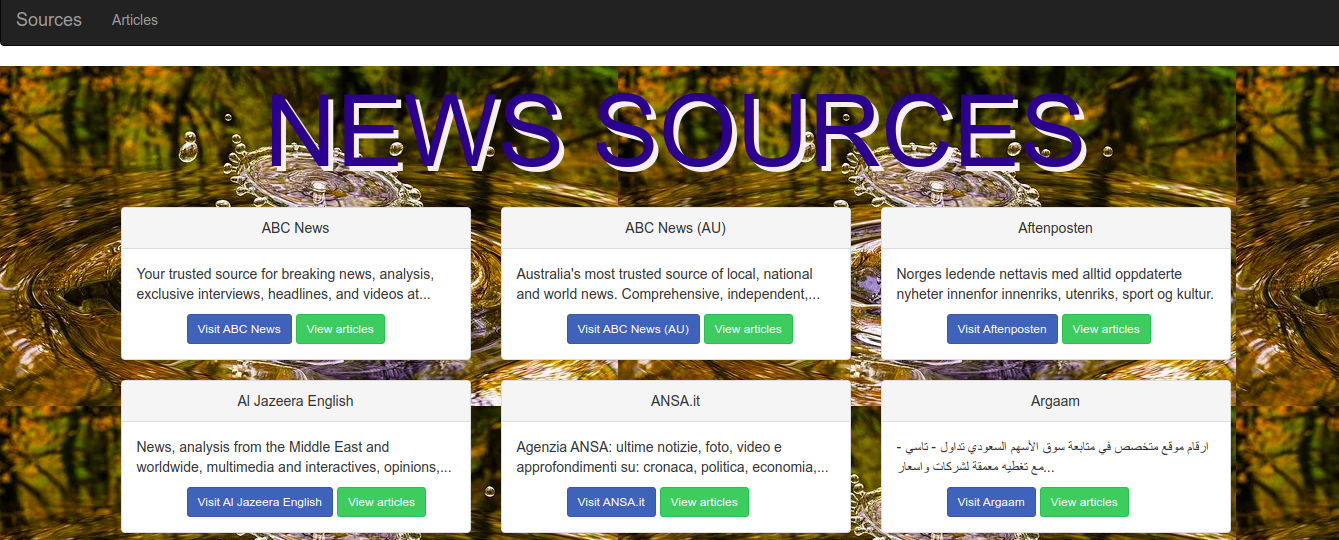 Sources Articles
NEWS SOURCES
ABC News
Your trusted source for breaking news, analysis,
exclusive interviews, headlines, and videos at...
Visit ABC News View articles
ABC News (AU)
Australia's most trusted source of local, national
and world news. Comprehensive, independent,...
Visit ABC News (AU) View articles
Aftenposten
Norges ledende nettavis med alltid oppdaterte
nyheter innenfor innenriks, utenriks, sport og kultur.
Visit Aftenposten View articles
Al Jazeera English
News, analysis from the Middle East and
worldwide, multimedia and interactives, opinions,...
Visit Al Jazeera English View articles
ANSA.it
Agenzia ANSA: ultime notizie, foto, video e
approfondimenti su: cronaca, politica, economia,...
Visit ANSA.it View articles
Argaam
ارقام موقع متخصص في متابعة سوق الأسهم السعودي تداول - تاسي -
مع تغطيه معمقة لشركات واسعار...
Visit Argaam View articles